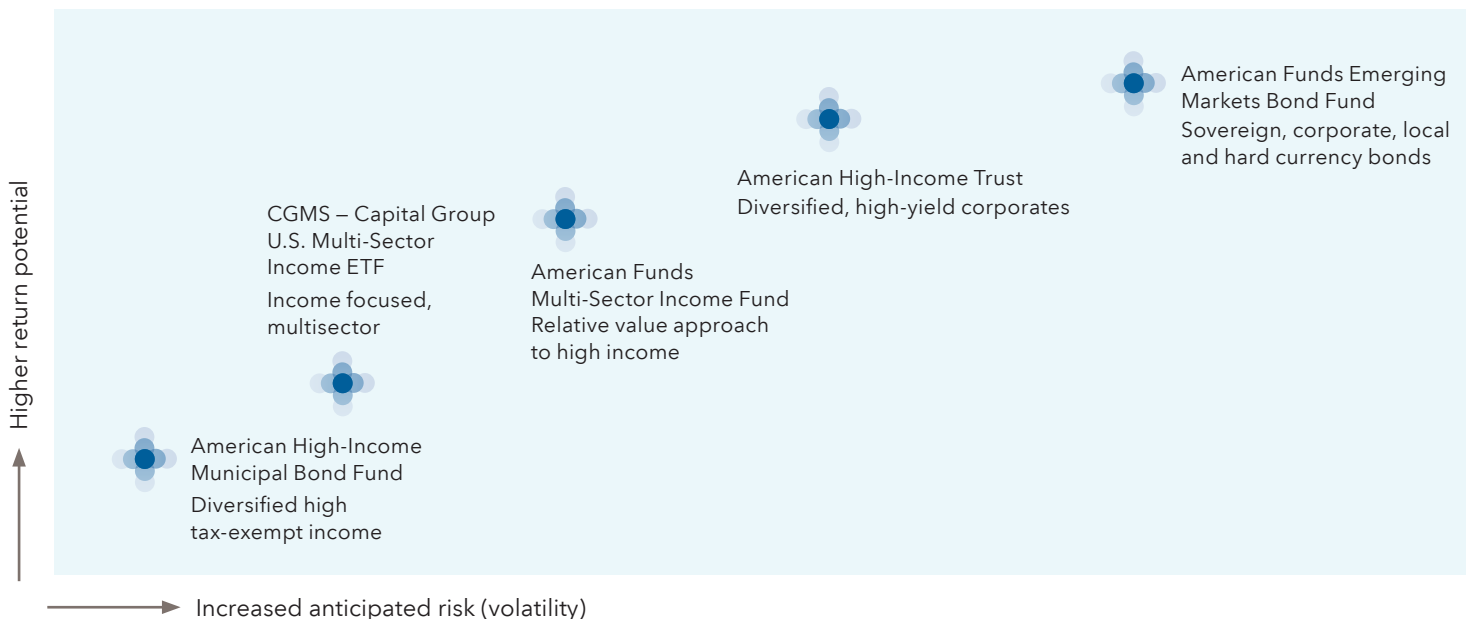 Higher return potential
American Funds Emerging
Markets Bond Fund
Sovereign, corporate, local
and hard currency bonds
American High-Income Trust
Diversified, high-yield corporates
CGMS – Capital Group
U.S. Multi-Sector
Income ETF
Income focused,
multisector
American Funds
Multi-Sector Income Fund
Relative value approach
to high income
American High-Income
Municipal Bond Fund
Diversified high
tax-exempt income
Increased anticipated risk (volatility)